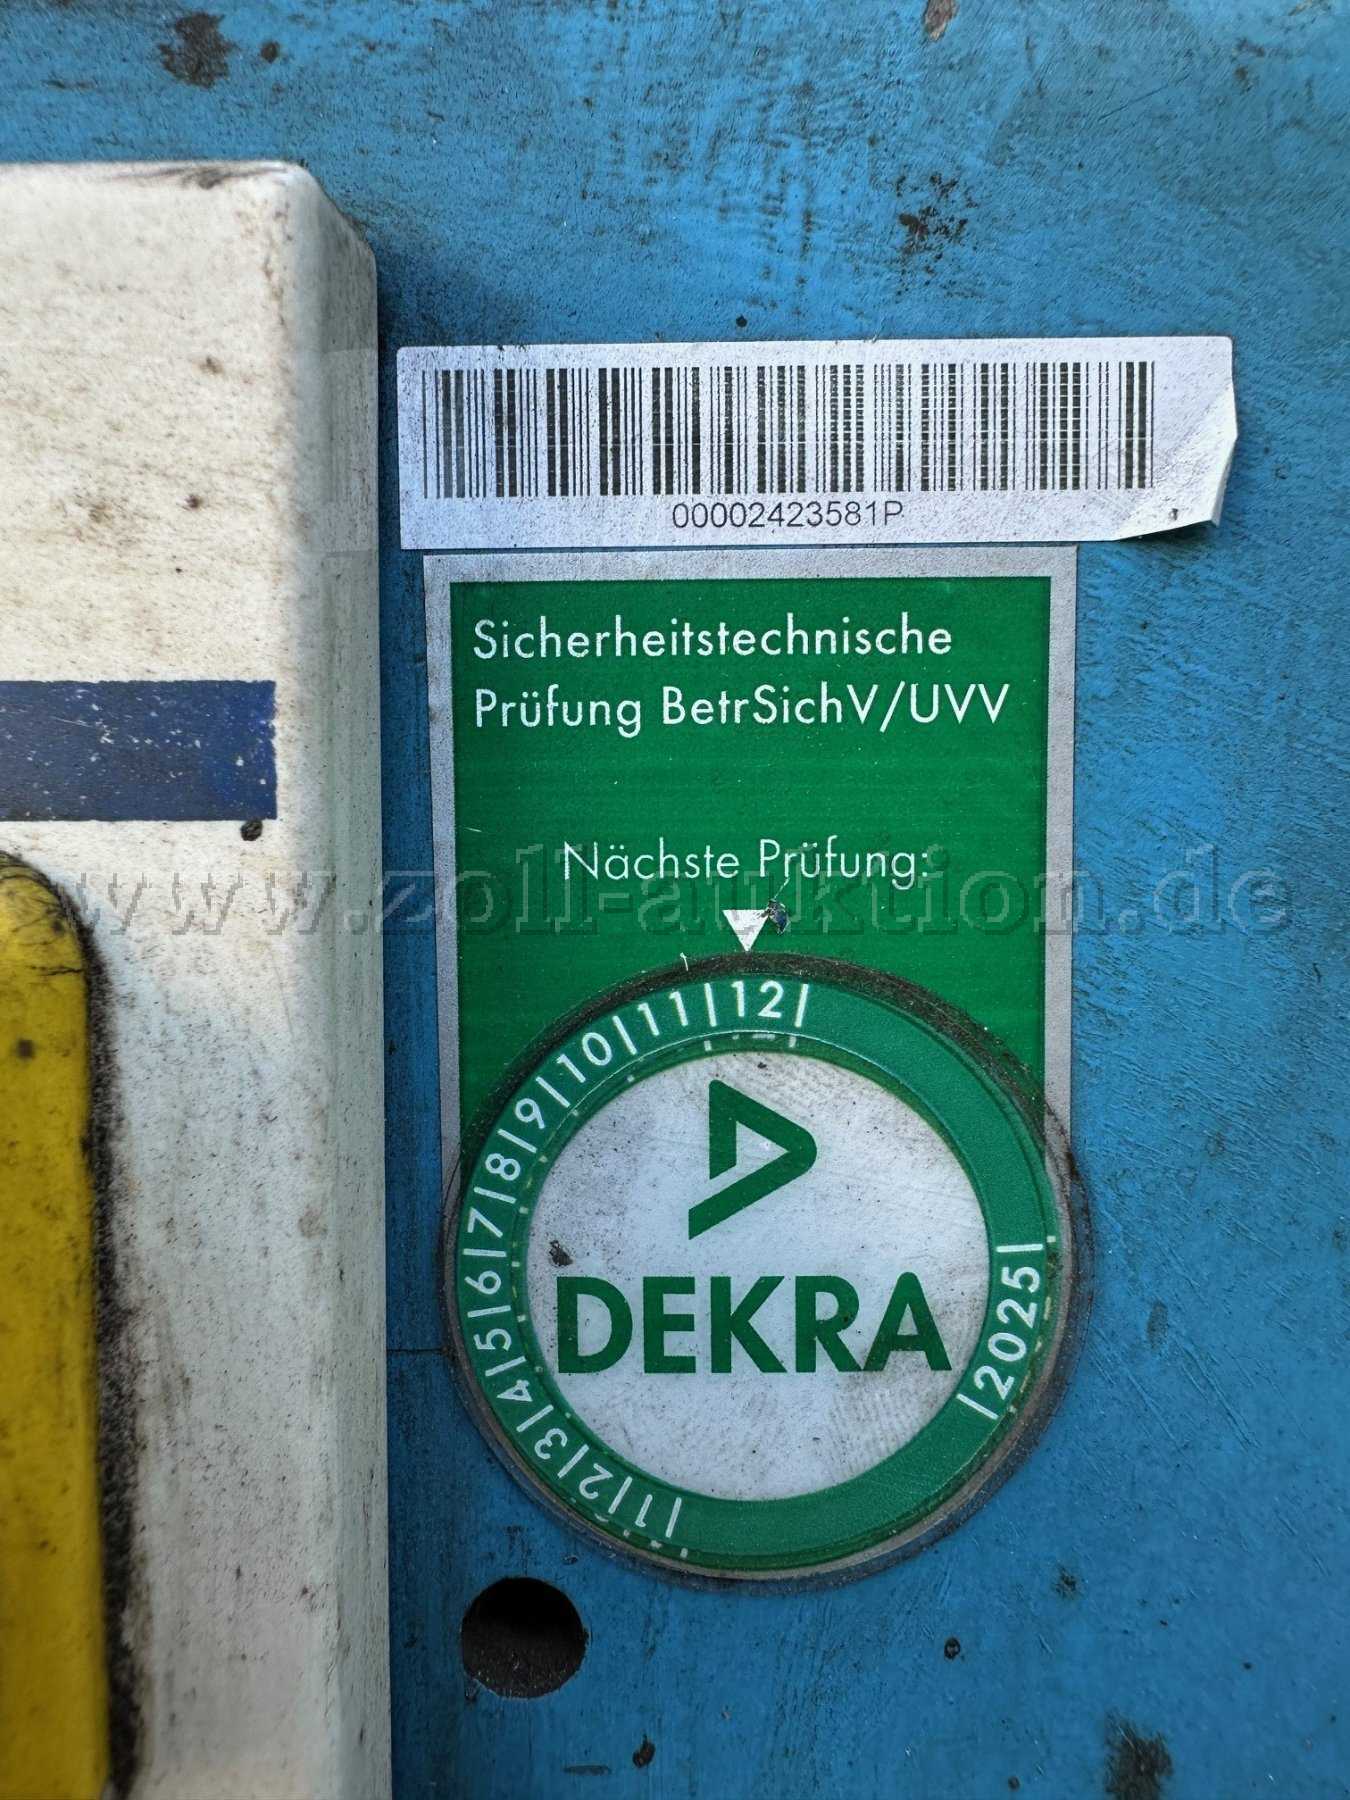 00002423581P
Sicherheitstechnische
Prüfung BetrSichV/UVV
Nächste Prüfung:
www.zoll-auktion.de
|1|2|3|4|5|6|7|8|9|10|11|12|
|2025|
DEKRA